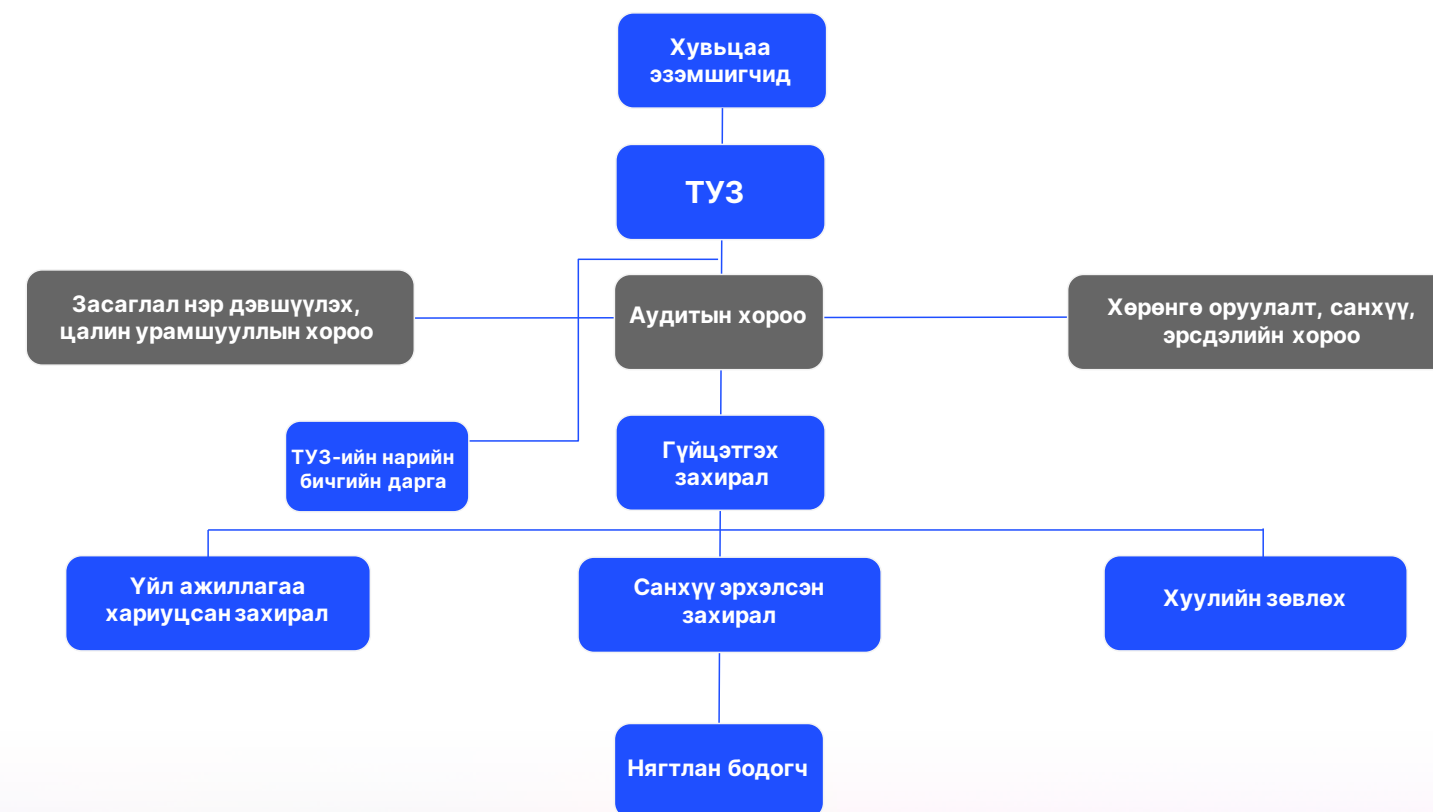 Хувьцаа
эзэмшигчид
ТУЗ
Засаглал нэр дэвшүүлэх,
цалин урамшууллын хороо
Аудитын хороо
Хөрөнгө оруулалт, санхүү,
эрсдэлийн хороо
ТУЗ-ийн нарийн
бичгийн дарга
Гүйцэтгэх
захирал
Үйл ажиллагаа
хариуцсан захирал
Санхүү эрхэлсэн
захирал
Хуулийн зөвлөх
Нягтлан бодогч